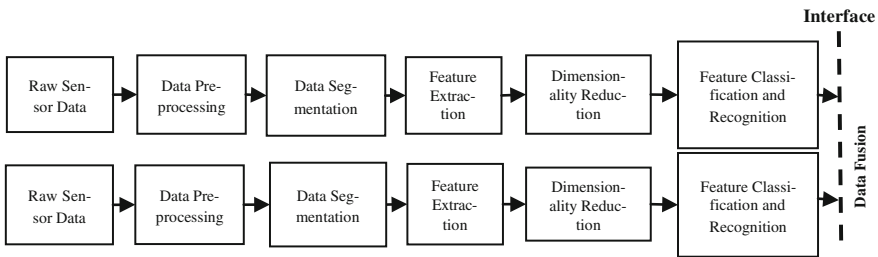 Interface
Raw Sen-
sor Data
Data Pre-
processing
Data Seg-
mentation
Feature
Extrac-
tion
Dimension-
ality Reduc-
tion
Feature Classi-
fication and
Recognition
Raw Sen-
sor Data
Data Pre-
processing
Data Seg-
mentation
Feature
Extrac-
tion
Dimension-
ality Reduc-
tion
Feature Classi-
fication and
Recognition
Data Fusion